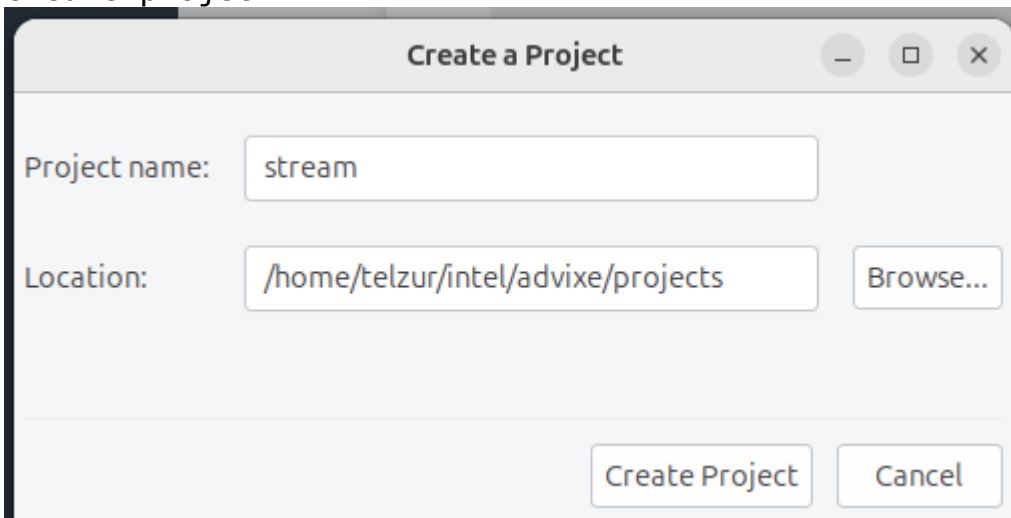 Create a Project
Project name: stream
Location: /home/telzur/intel/advixe/projects Browse...
Create Project Cancel